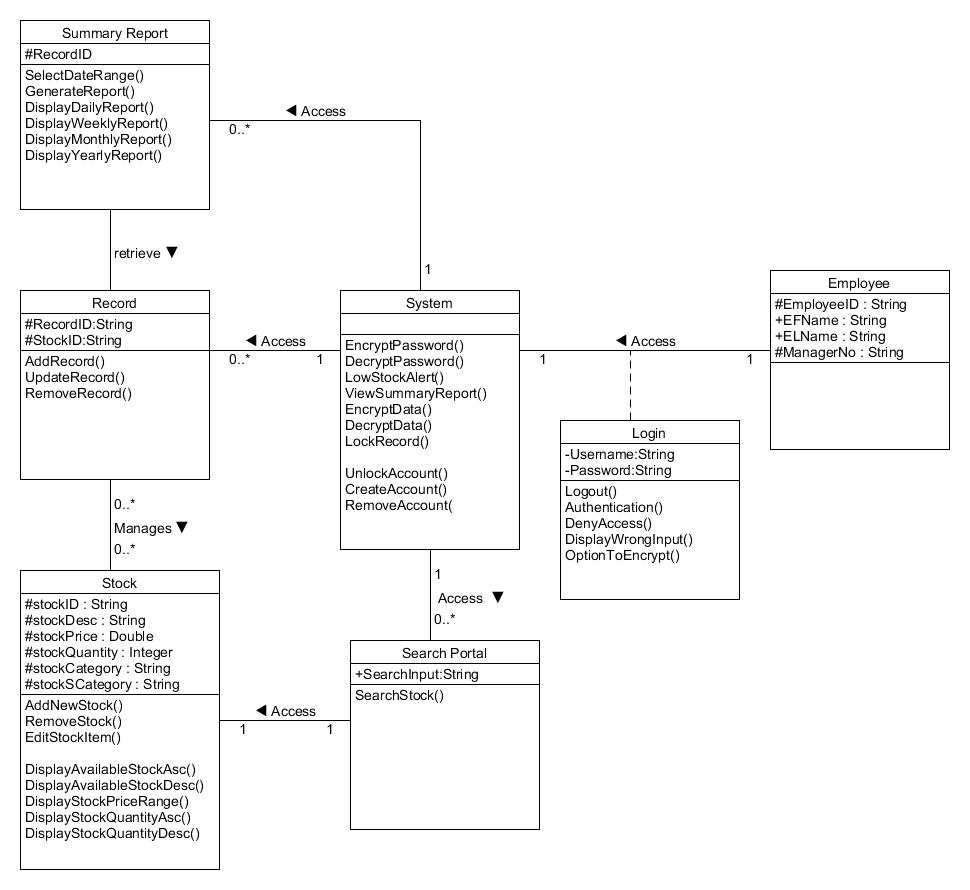 Summary Report
#RecordID
SelectDateRange()
GenerateReport()
DisplayDailyReport()
DisplayWeeklyReport()
DisplayMonthlyReport()
DisplayYearlyReport()
◀ Access
0..*
1
retrieve ▼
Record
#RecordID:String
#StockID:String
AddRecord()
UpdateRecord()
RemoveRecord()
◀ Access
0..*
1
System
EncryptPassword()
DecryptPassword()
LowStockAlert()
ViewSummaryReport()
EncryptData()
DecryptData()
LockRecord()
UnlockAccount()
CreateAccount()
RemoveAccount(
◀ Access
1
1
Employee
#EmployeeID : String
+EFName : String
+ELName : String
#ManagerNo : String
Login
-Username:String
-Password:String
Logout()
Authentication()
DenyAccess()
DisplayWrongInput()
OptionToEncrypt()
0..*
Manages ▼
0..*
1
Access ▼
0..*
Stock
#stockID : String
#stockDesc : String
#stockPrice : Double
#stockQuantity : Integer
#stockCategory : String
#stockSCategory : String
AddNewStock()
RemoveStock()
EditStockItem()
DisplayAvailableStockAsc()
DisplayAvailableStockDesc()
DisplayStockPriceRange()
DisplayStockQuantityAsc()
DisplayStockQuantityDesc()
◀ Access
1
1
Search Portal
+SearchInput:String
SearchStock()